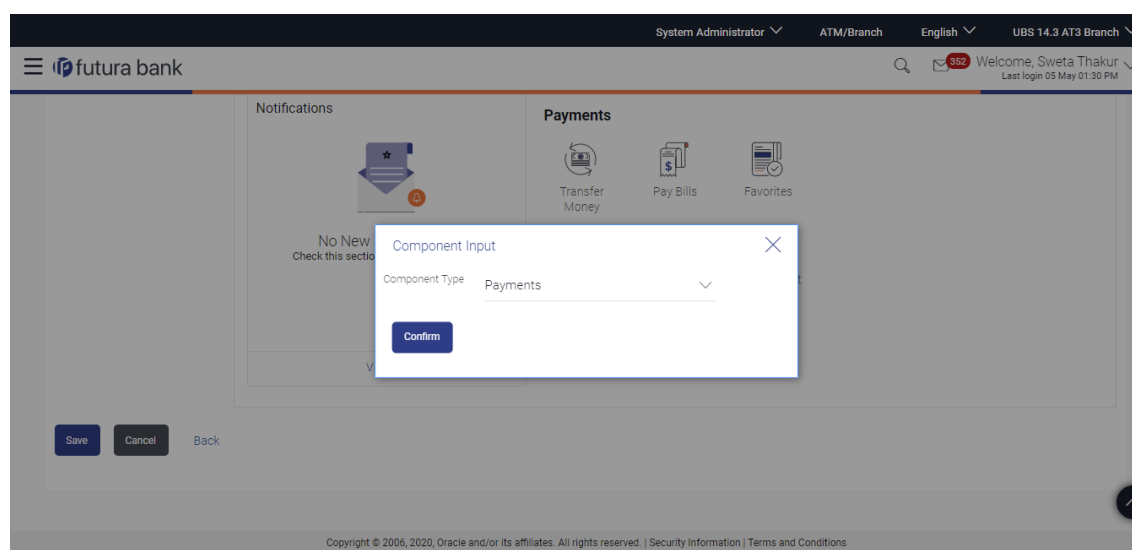 System Administrator ATM/Branch English UBS 14.3 AT3 Branch
futura bank 352 Welcome, Sweta Thakur
Last login 05 May 01:30 PM
Notifications
Payments
Transfer Money
Pay Bills
Favorites
No New
Check this sectio
Component Input
Component Type Payments
Confirm
V
Save Cancel Back
Copyright © 2006, 2020, Oracle and/or its affiliates. All rights reserved. | Security Information | Terms and Conditions